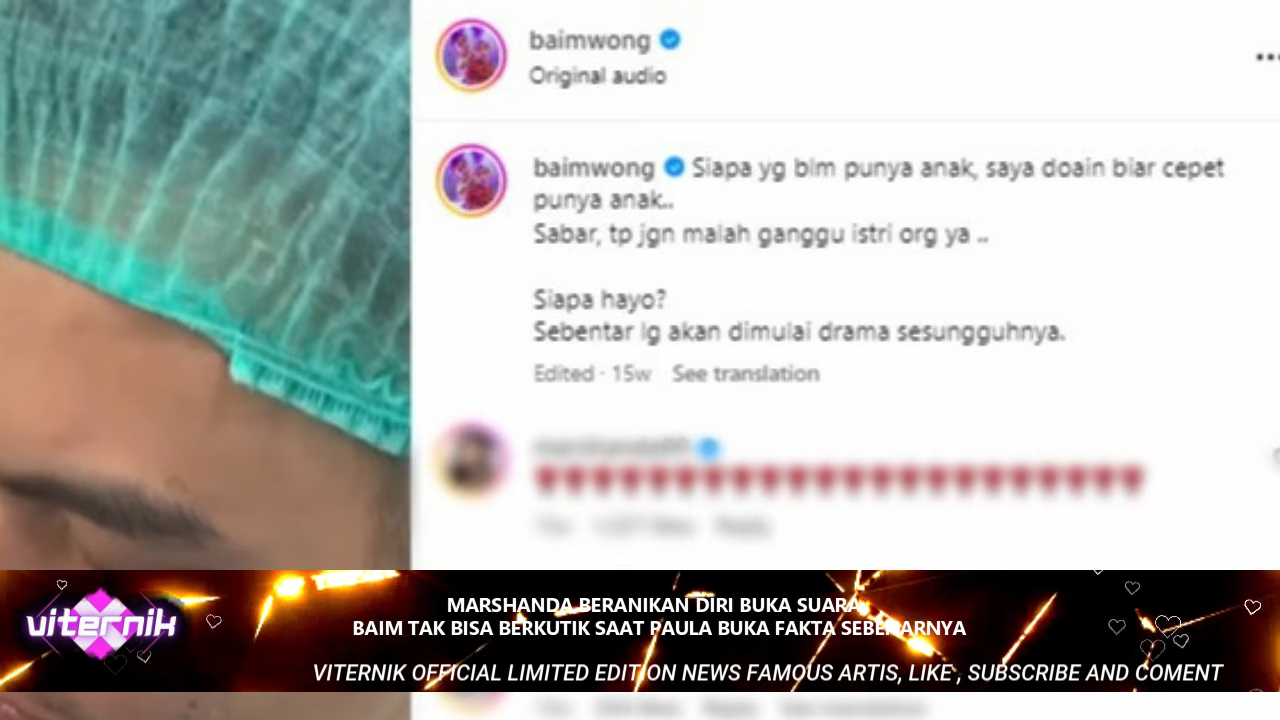 baimwong
Original audio
baimwong Siapa yg blm punya anak, saya doain biar cepet
punya anak..
Sabar, tp jgn malah ganggu istri org ya ..
Siapa hayo?
Sebentar lg akan dimulai drama sesungguhnya.
Edited · 15w See translation
Reply
viternik
MARSHANDA BERANIKAN DIRI BUKA SUARA
BAIM TAK BISA BERKUTIK SAAT PAULA BUKA FAKTA SEBENARNYA
VITERNIK OFFICIAL LIMITED EDITION NEWS FAMOUS ARTIS, LIKE , SUBSCRIBE AND COMENT